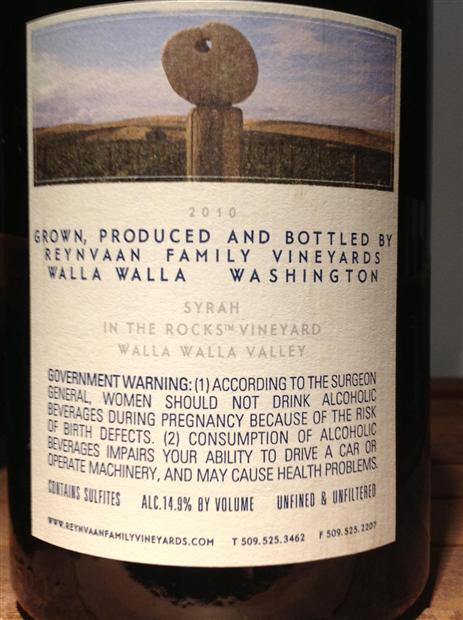 2010
GROWN, PRODUCED AND BOTTLED BY
REYNVAAN FAMILY VINEYARDS
WALLA WALLA WASHINGTON
SYRAH
IN THE ROCKS™ VINEYARD
WALLA WALLA VALLEY
GOVERNMENT WARNING: (1) ACCORDING TO THE SURGEON
GENERAL, WOMEN SHOULD NOT DRINK ALCOHOLIC
BEVERAGES DURING PREGNANCY BECAUSE OF THE RISK
OF BIRTH DEFECTS. (2) CONSUMPTION OF ALCOHOLIC
BEVERAGES IMPAIRS YOUR ABILITY TO DRIVE A CAR OR
OPERATE MACHINERY, AND MAY CAUSE HEALTH PROBLEMS.
CONTAINS SULFITES ALC.14.9% BY VOLUME UNFINED & UNFILTERED
WWW.REYNVAANFAMILYVINEYARDS.COM T 509.525.3462 F 509.525.2207